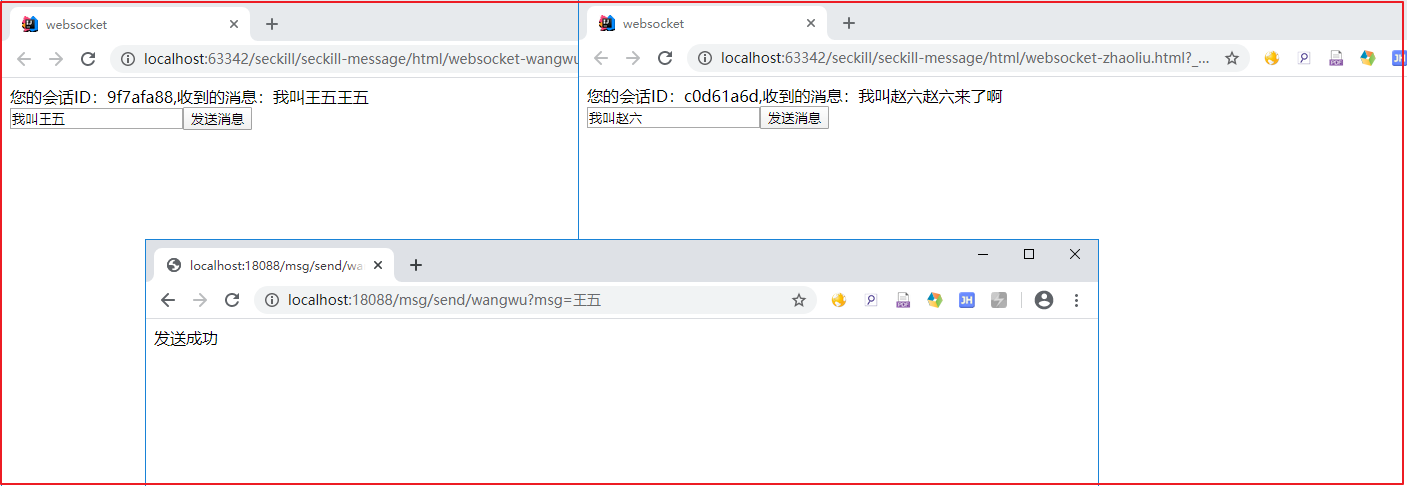 websocket
localhost:63342/seckill/seckill-message/html/websocket-wangwu
您的会话ID：9f7afa88,收到的消息：我叫王五王五
我叫王五 发送消息
websocket
localhost:63342/seckill/seckill-message/html/websocket-zhaoliu.html?_...
PDF
JH
您的会话ID：c0d61a6d,收到的消息：我叫赵六赵六来了啊
我叫赵六 发送消息
localhost:18088/msg/send/wa
localhost:18088/msg/send/wangwu?msg=王五
PDF
JH
发送成功